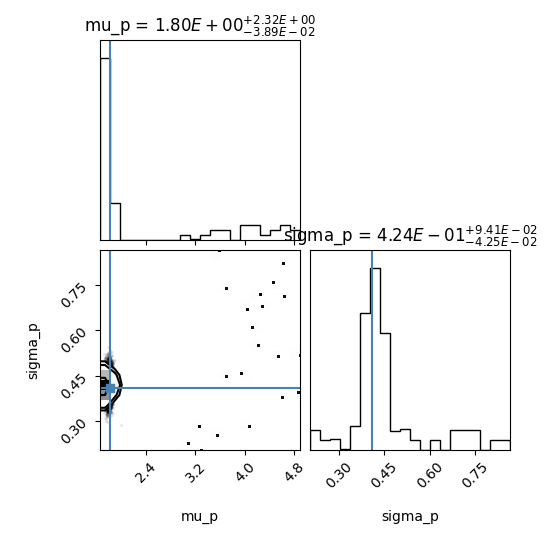 mu_p = 1.80E+00 +2.32E+00 −3.89E−02
sigma_p = 4.24E−01 +9.41E−02 −4.25E−02
0.75
0.60
0.45
0.30
sigma_p
2.4 3.2 4.0 4.8
0.30 0.45 0.60 0.75
mu_p
sigma_p